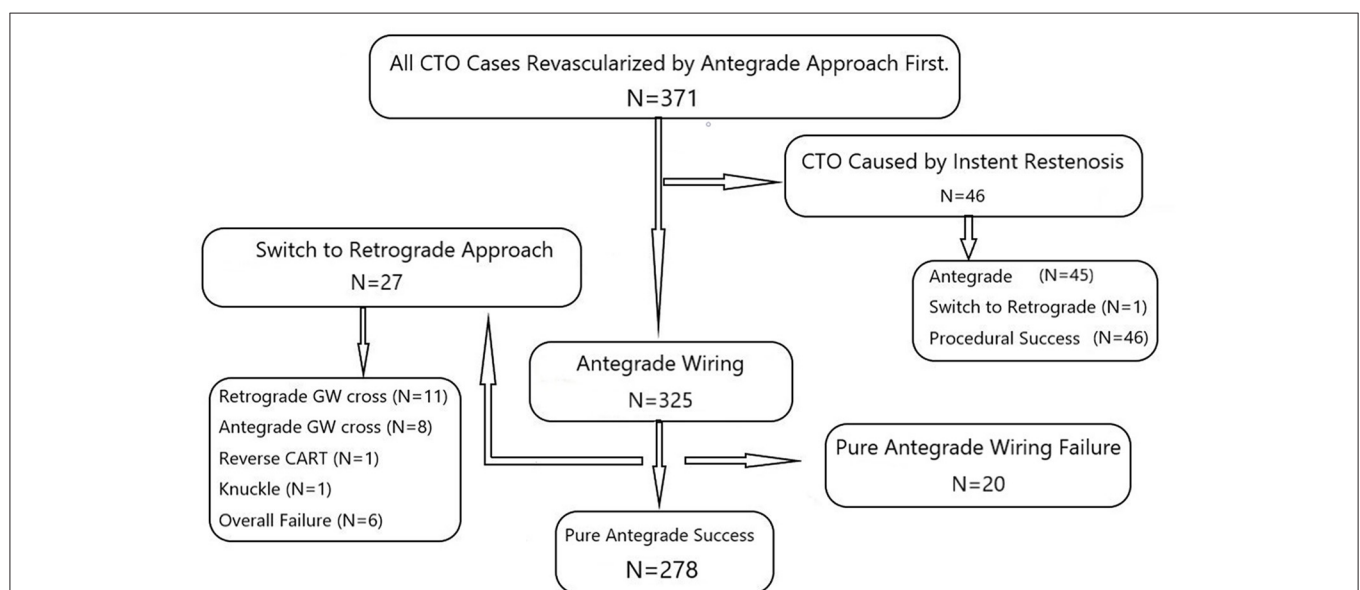 All CTO Cases Revascularized by Antegrade Approach First.
N=371
CTO Caused by Instent Restenosis
N=46
Antegrade (N=45)
Switch to Retrograde (N=1)
Procedural Success (N=46)
Switch to Retrograde Approach
N=27
Retrograde GW cross (N=11)
Antegrade GW cross (N=8)
Reverse CART (N=1)
Knuckle (N=1)
Overall Failure (N=6)
Antegrade Wiring
N=325
Pure Antegrade Wiring Failure
N=20
Pure Antegrade Success
N=278